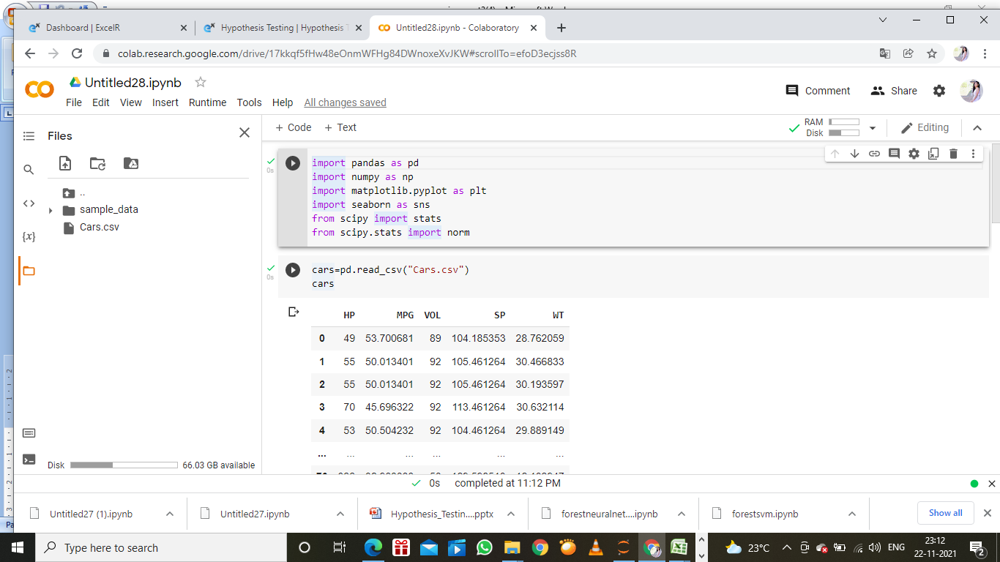 Dashboard | ExcelR
Hypothesis Testing | Hypothesis T
Untitled28.ipynb - Colaboratory
colab.research.google.com/drive/17kkqf5fHw48eOnmWFHg84DWnoxeXvJKW#scrollTo=efoD3ecjss8R
Untitled28.ipynb
File Edit View Insert Runtime Tools Help All changes saved
Comment Share
Files
+ Code + Text
RAM
Disk
Editing
..
sample_data
Cars.csv
{x}
0s
import pandas as pd
import numpy as np
import matplotlib.pyplot as plt
import seaborn as sns
from scipy import stats
from scipy.stats import norm
0s
cars=pd.read_csv("Cars.csv")
cars
HP MPG VOL SP WT
0 49 53.700681 89 104.185353 28.762059
1 55 50.013401 92 105.461264 30.466833
2 55 50.013401 92 105.461264 30.193597
3 70 45.696322 92 113.461264 30.632114
4 53 50.504232 92 104.461264 29.889149
... ... ... ... ... ...
Disk 66.03 GB available
0s completed at 11:12 PM
Untitled27 (1).ipynb
Untitled27.ipynb
Hypothesis_Testin....pptx
forestneuralnet....ipynb
forestsvm.ipynb
Show all
Type here to search
23°C
ENG
23:12
22-11-2021
2